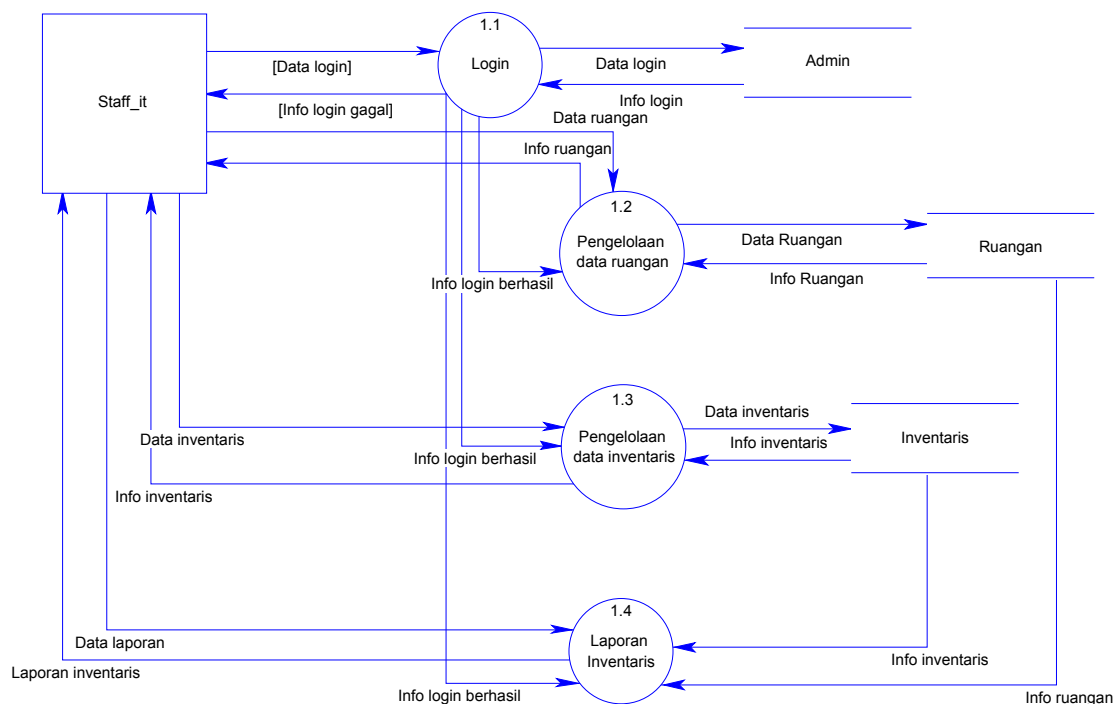 1.1
Login
[Data login]
Data login
Admin
Staff_it
Info login
[Info login gagal]
Data ruangan
Info ruangan
1.2
Pengelolaan
data ruangan
Data Ruangan
Ruangan
Info Ruangan
Info login berhasil
1.3
Pengelolaan
data inventaris
Data inventaris
Info inventaris
Inventaris
Data inventaris
Info login berhasil
Info inventaris
1.4
Laporan
Inventaris
Data laporan
Laporan inventaris
Info inventaris
Info login berhasil
Info ruangan